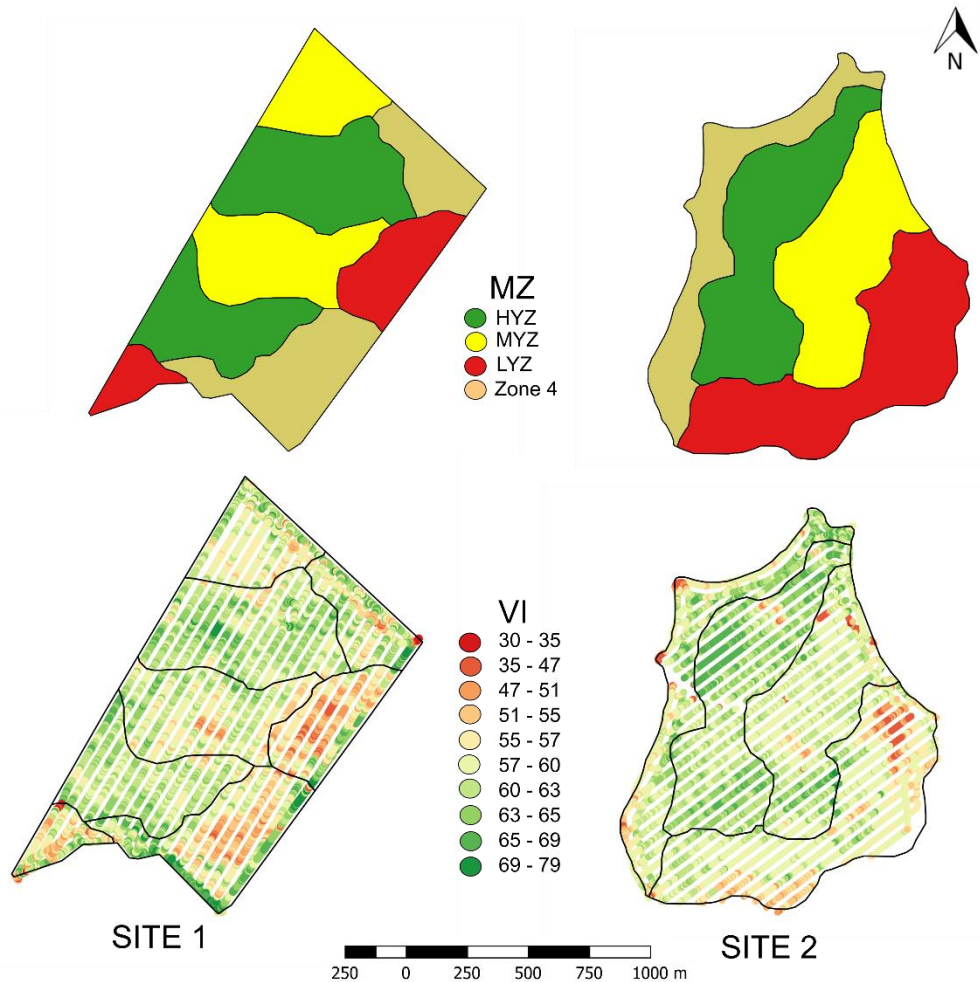 N
MZ
HYZ
MYZ
LYZ
Zone 4
VI
30 - 35
35 - 47
47 - 51
51 - 55
55 - 57
57 - 60
60 - 63
63 - 65
65 - 69
69 - 79
SITE 1
SITE 2
250 0 250 500 750 1000 m